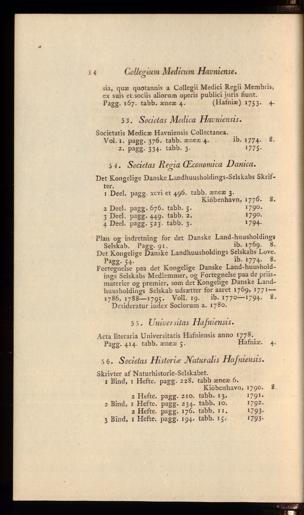 14 Collegium Medicum Havniense.
sia, quæ quotannis a Collegii Medici Regii Membris,
ex suis et sociis aliorum operis publici juris fiunt.
Pagg. 167. tabb. æneæ 4. (Hafniæ) 1753. 4.
53. Societas Medica Havniensis.
Societatis Medicæ Havniensis Collectanea.
Vol. 1. pagg. 376. tabb. æneæ 4. ib. 1774. 8.
2. pagg. 334. tabb. 3. 1775.
54. Societas Regia Œconomica Danica.
Det Kongelige Danske Landhuusholdings-Selskabs Skrif-
ter.
1 Deel. pagg. xcvi et 496. tabb. æneæ 3.
Kiöbenhavn, 1776. 8.
2 Deel. pagg. 676. tabb. 5. 1790.
3 Deel. pagg. 449. tabb. 2. 1790.
4 Deel. pagg. 523. tabb. 3. 1794.
Plan og indretning for det Danske Land-huusholdings
Selskab. Pagg. 91. ib. 1769. 8.
Det Kongelige Danske Landhuusholdings Selskabs Love.
Pagg. 54. ib. 1774. 8.
Fortegnelse paa det Kongelige Danske Land-huushold-
ings Selskabs Medlemmer, og Fortegnelse paa de priis-
materier og premier, som det Kongelige Danske Land-
huusholdings Selskab udsætter for aaret 1769, 1771—
1786, 1788—1795. Voll. 19. ib. 1770—1794. 8.
Desideratur index Sociorum a. 1780.
55. Universitas Hafniensis.
Acta literaria Universitatis Hafniensis anno 1778.
Pagg. 414. tabb. æneæ 5. Hafniæ. 4.
56. Societas Historiæ Naturalis Hafniensis.
Skrivter af Naturhistorie-Selskabet.
1 Bind, 1 Hefte. pagg. 228. tabb æneæ 6.
Kiöbenhavn, 1790. 8.
2 Hefte. pagg. 210. tabb. 13. 1791.
2 Bind, 1 Hefte. pagg. 234. tabb. 10. 1792.
2 Hefte. pagg. 176. tabb. 11. 1793.
3 Bind, 1 Hefte. pagg. 194. tabb. 15. 1793.